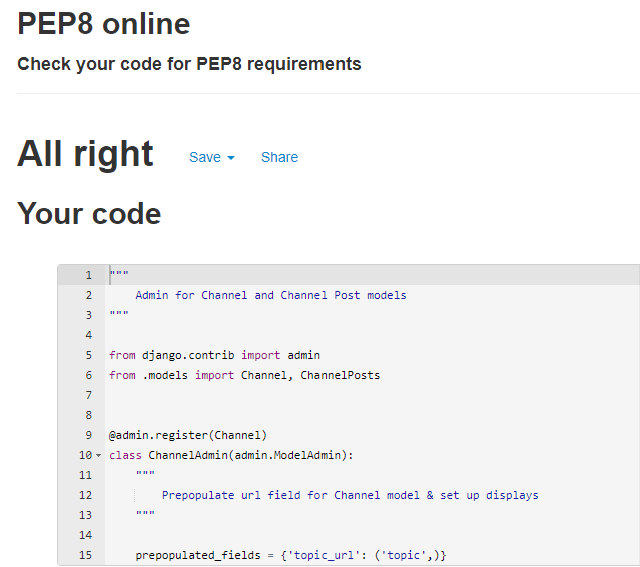 PEP8 online
Check your code for PEP8 requirements
All right Save Share
Your code
1 """
2     Admin for Channel and Channel Post models
3 """
4
5 from django.contrib import admin
6 from .models import Channel, ChannelPosts
7
8
9 @admin.register(Channel)
10 class ChannelAdmin(admin.ModelAdmin):
11     """
12         Prepopulate url field for Channel model & set up displays
13     """
14
15     prepopulated_fields = {'topic_url': ('topic',)}